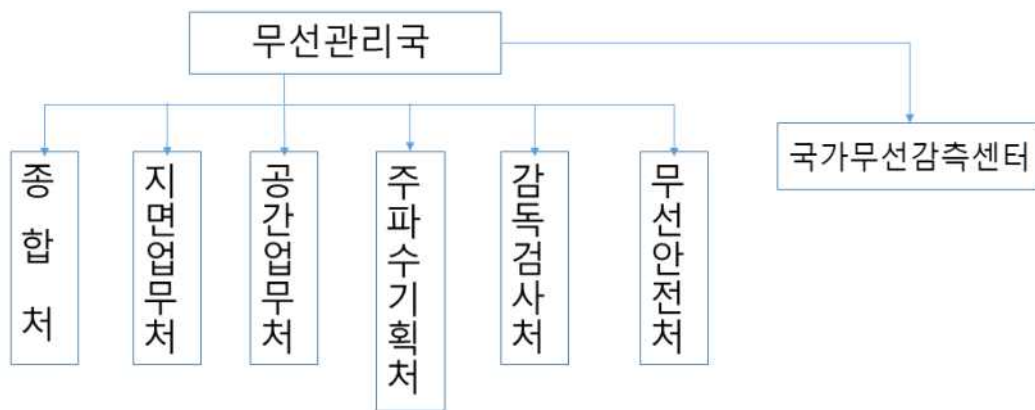 무선관리국
국가무선감측센터
종합처
지면업무처
공간업무처
주파수기획처
감독검사처
무선안전처